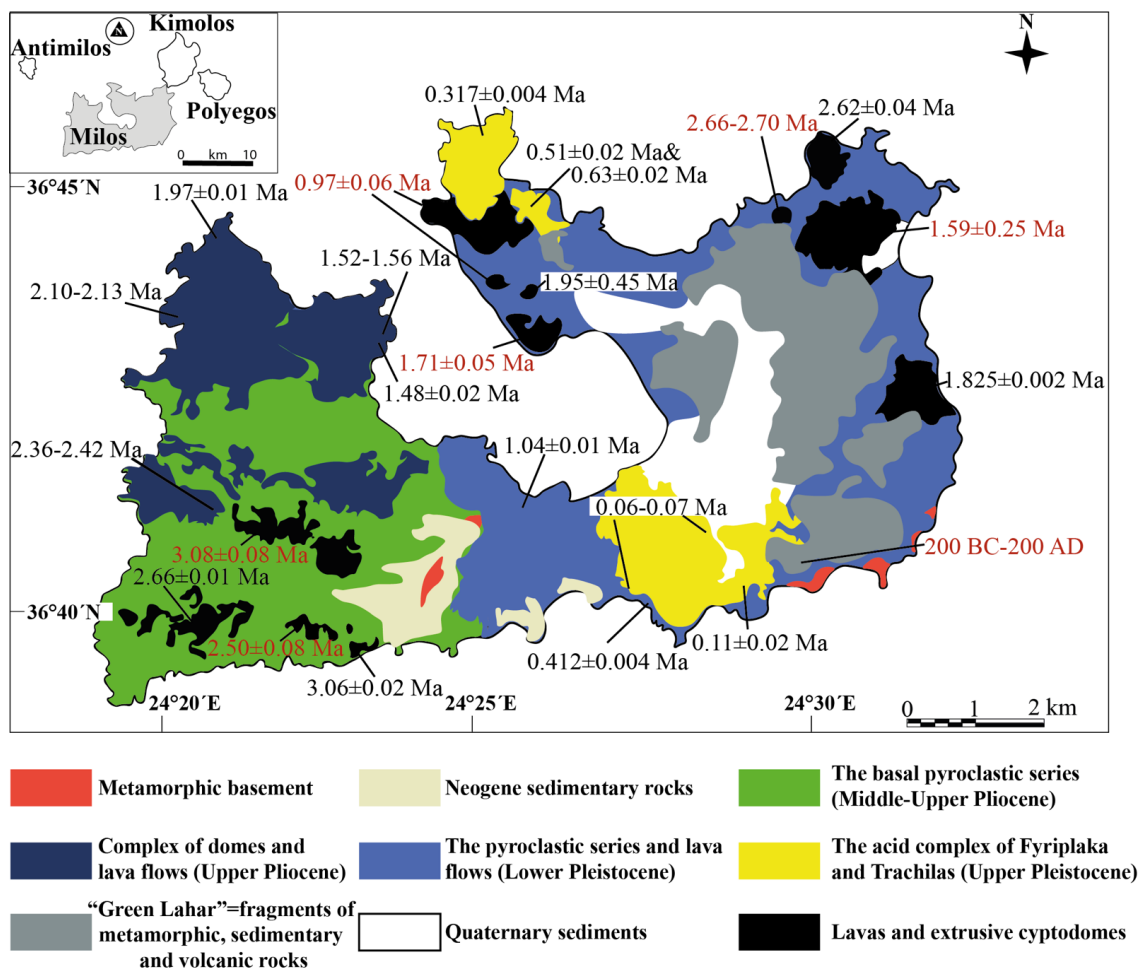 Kimolos
N
Antimilos
Polyegos
Milos
0 km 10
N
0.317±0.004 Ma
2.62±0.04 Ma
2.66-2.70 Ma
0.51±0.02 Ma&
0.63±0.02 Ma
36°45´N
1.97±0.01 Ma
0.97±0.06 Ma
1.59±0.25 Ma
1.52-1.56 Ma
1.95±0.45 Ma
2.10-2.13 Ma
1.71±0.05 Ma
1.48±0.02 Ma
1.825±0.002 Ma
2.36-2.42 Ma
1.04±0.01 Ma
0.06-0.07 Ma
3.08±0.08 Ma
200 BC-200 AD
2.66±0.01 Ma
36°40´N
2.50±0.08 Ma
0.11±0.02 Ma
0.412±0.004 Ma
3.06±0.02 Ma
24°20´E
24°25´E
24°30´E
0 1 2 km
Metamorphic basement
Neogene sedimentary rocks
The basal pyroclastic series
(Middle-Upper Pliocene)
Complex of domes and
lava flows (Upper Pliocene)
The pyroclastic series and lava
flows (Lower Pleistocene)
The acid complex of Fyriplaka
and Trachilas (Upper Pleistocene)
“Green Lahar”=fragments of
metamorphic, sedimentary
and volcanic rocks
Quaternary sediments
Lavas and extrusive cyptodomes